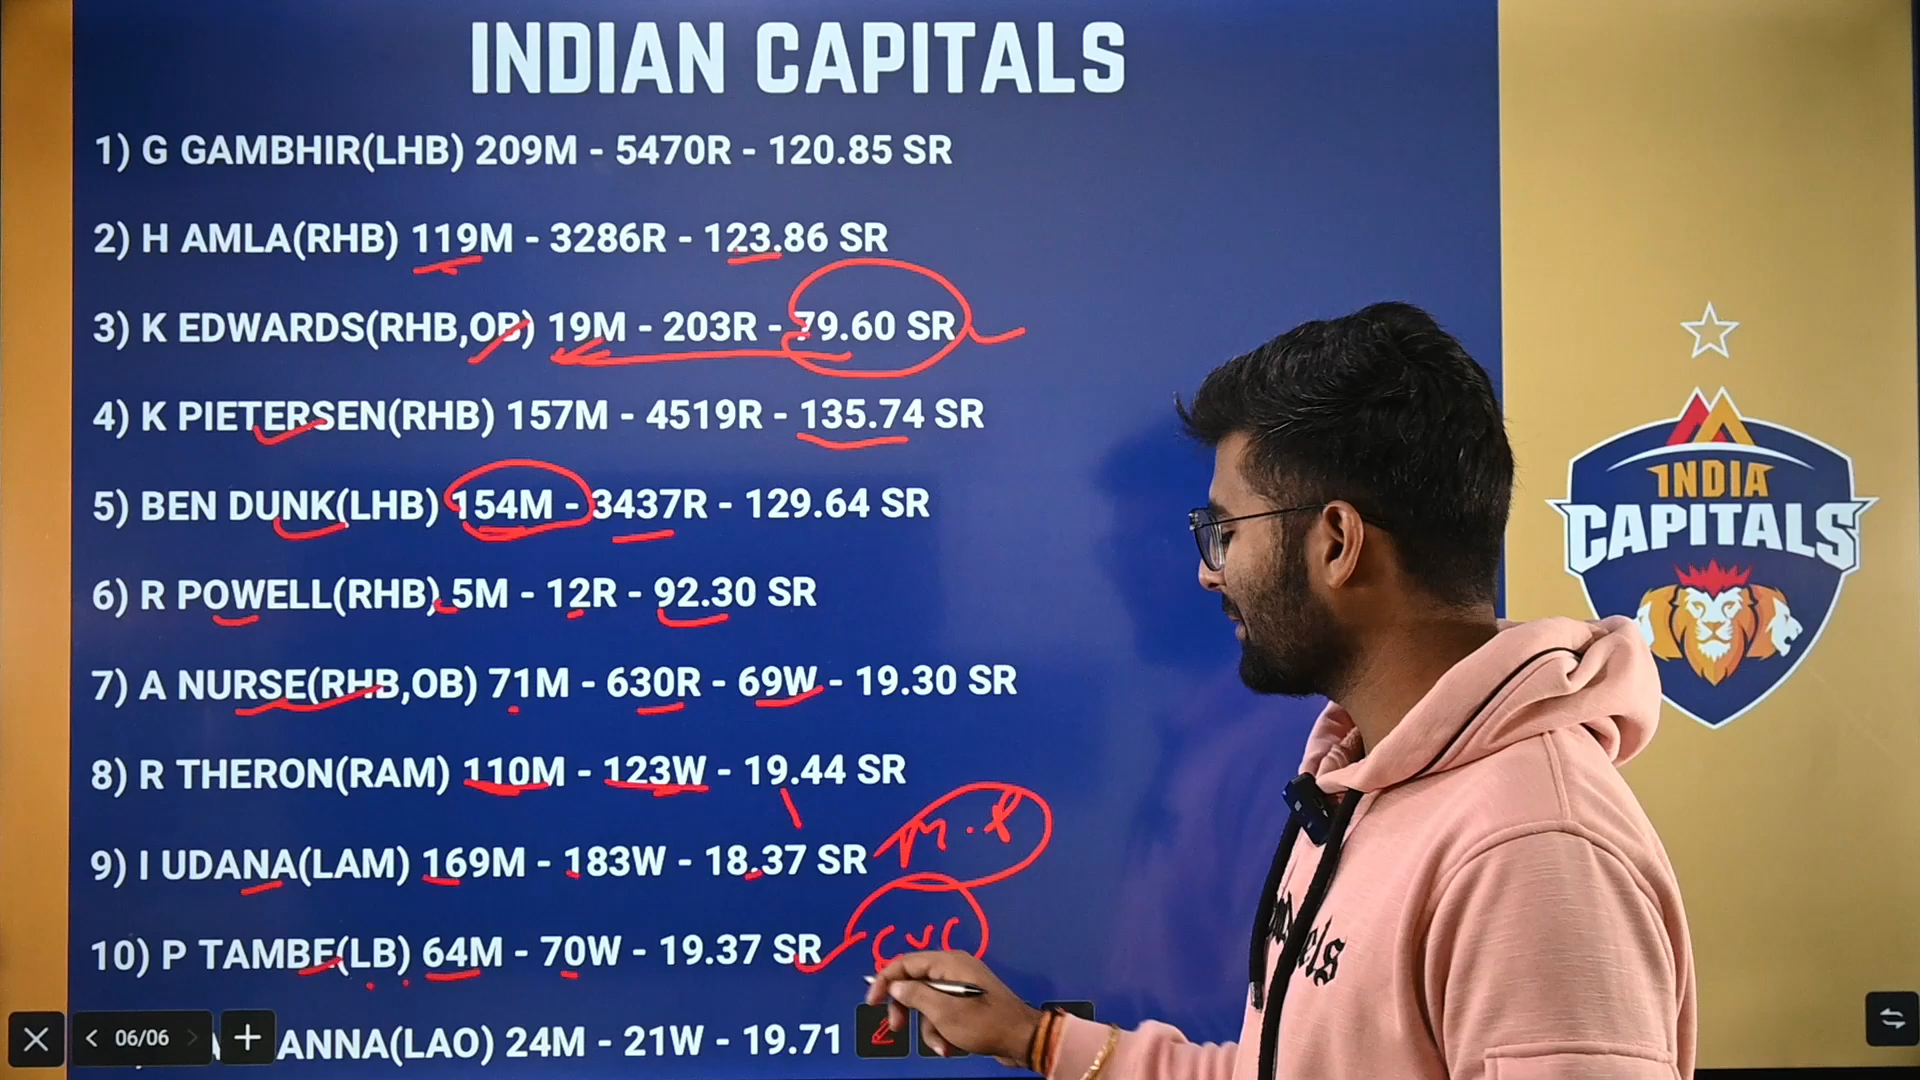 INDIAN CAPITALS
1) G GAMBHIR(LHB) 209M - 5470R - 120.85 SR
2) H AMLA(RHB) 119M - 3286R - 123.86 SR
3) K EDWARDS(RHB,OB) 19M - 203R - 79.60 SR
4) K PIETERSEN(RHB) 157M - 4519R - 135.74 SR
5) BEN DUNK(LHB) 154M - 3437R - 129.64 SR
6) R POWELL(RHB) 5M - 12R - 92.30 SR
7) A NURSE(RHB,OB) 71M - 630R - 69W - 19.30 SR
8) R THERON(RAM) 110M - 123W - 19.44 SR
9) I UDANA(LAM) 169M - 183W - 18.37 SR
10) P TAMBE(LB) 64M - 70W - 19.37 SR
CVC
ANNA(LAO) 24M - 21W - 19.71
06/06
INDIA
CAPITALS